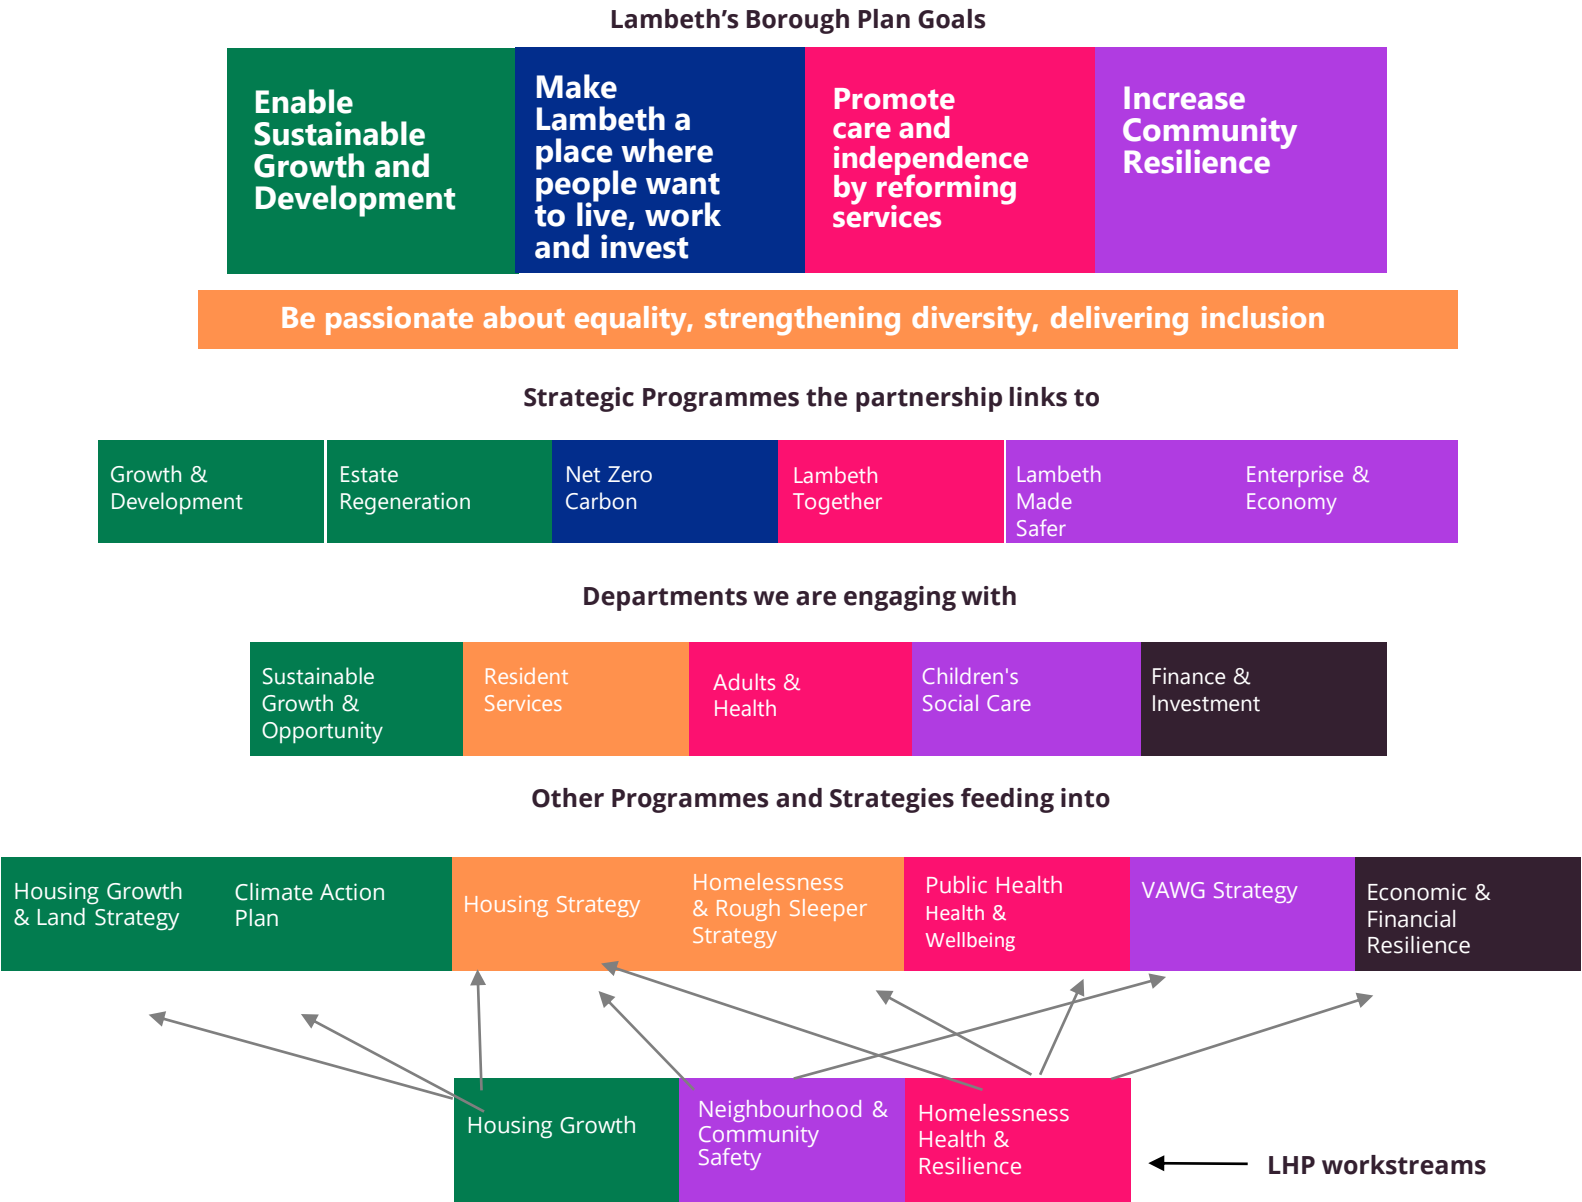 Lambeth’s Borough Plan Goals
Enable
Sustainable
Growth and
Development
Make
Lambeth a
place where
people want
to live, work
and invest
Promote
care and
independence
by reforming
services
Increase
Community
Resilience
Be passionate about equality, strengthening diversity, delivering inclusion
Strategic Programmes the partnership links to
Growth &
Development
Estate
Regeneration
Net Zero
Carbon
Lambeth
Together
Lambeth
Made
Safer
Enterprise &
Economy
Departments we are engaging with
Sustainable
Growth &
Opportunity
Resident
Services
Adults &
Health
Children's
Social Care
Finance &
Investment
Other Programmes and Strategies feeding into
Housing Growth
& Land Strategy
Climate Action
Plan
Housing Strategy
Homelessness
& Rough Sleeper
Strategy
Public Health
Health &
Wellbeing
VAWG Strategy
Economic &
Financial
Resilience
Housing Growth
Neighbourhood &
Community
Safety
Homelessness
Health &
Resilience
LHP workstreams